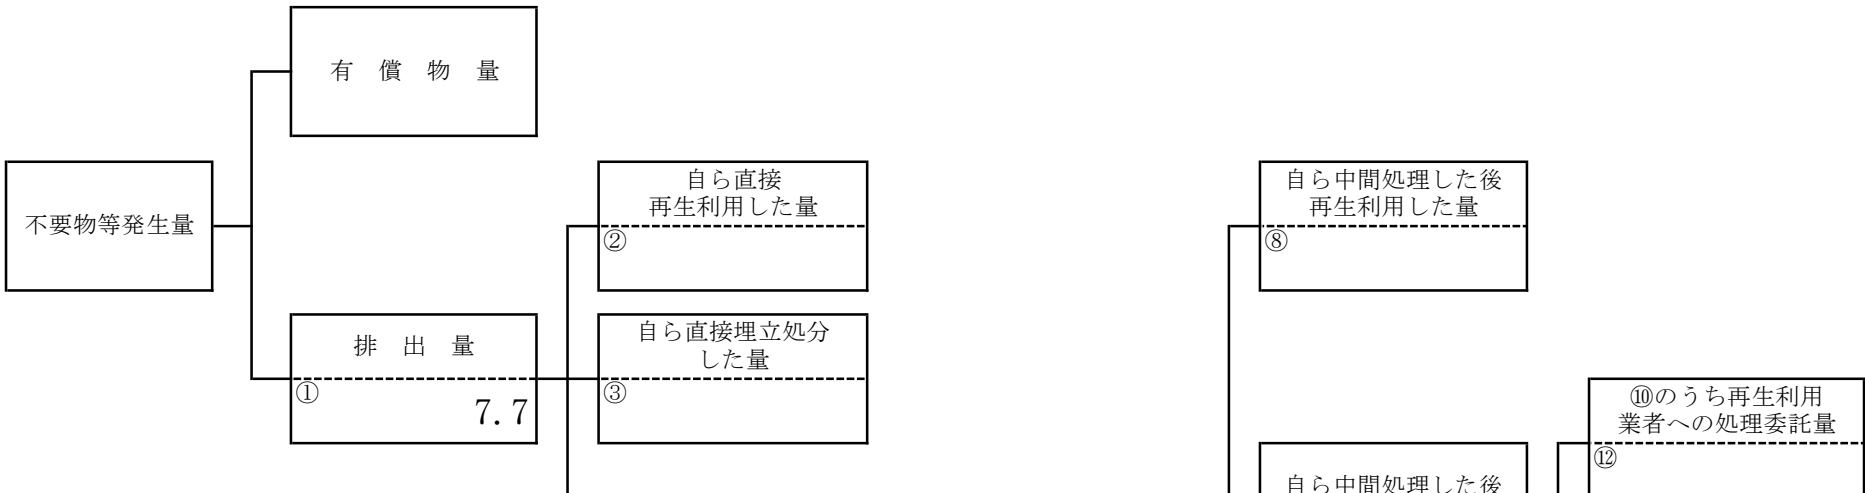 有 償 物 量
不要物等発生量
排 出 量
①
7.7
自ら直接
再生利用した量
②
自ら直接埋立処分
した量
③
自ら中間処理した後
再生利用した量
⑧
自ら中間処理した後
⑩のうち再生利用
業者への処理委託量
⑫